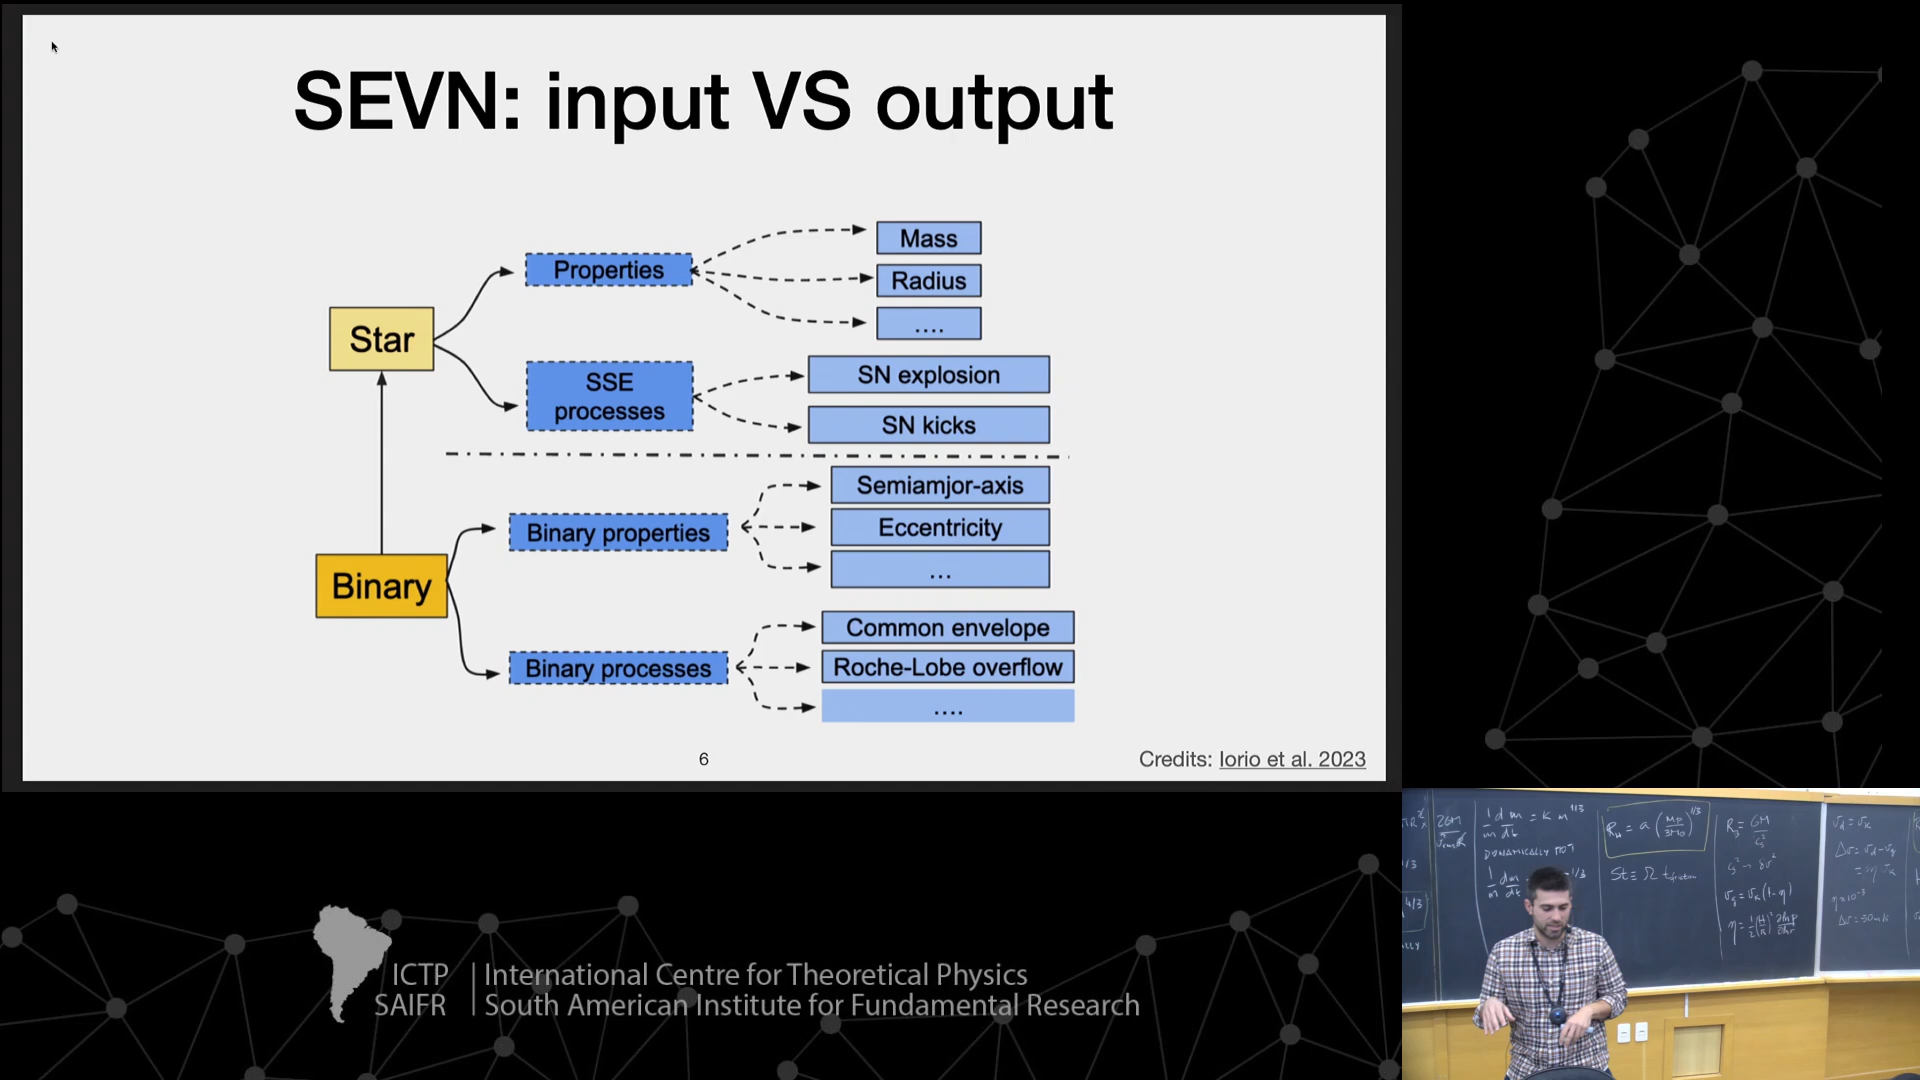 SEVN: input VS output
Mass
Properties
Radius
....
Star
SSE
processes
SN explosion
SN kicks
Semiamjor-axis
Binary properties
Eccentricity
...
Binary
Common envelope
Binary processes
Roche-Lobe overflow
....
6
Credits: Iorio et al. 2023
ICTP
SAIFR
International Centre for Theoretical Physics
South American Institute for Fundamental Research
DYNAMICALLY HOT